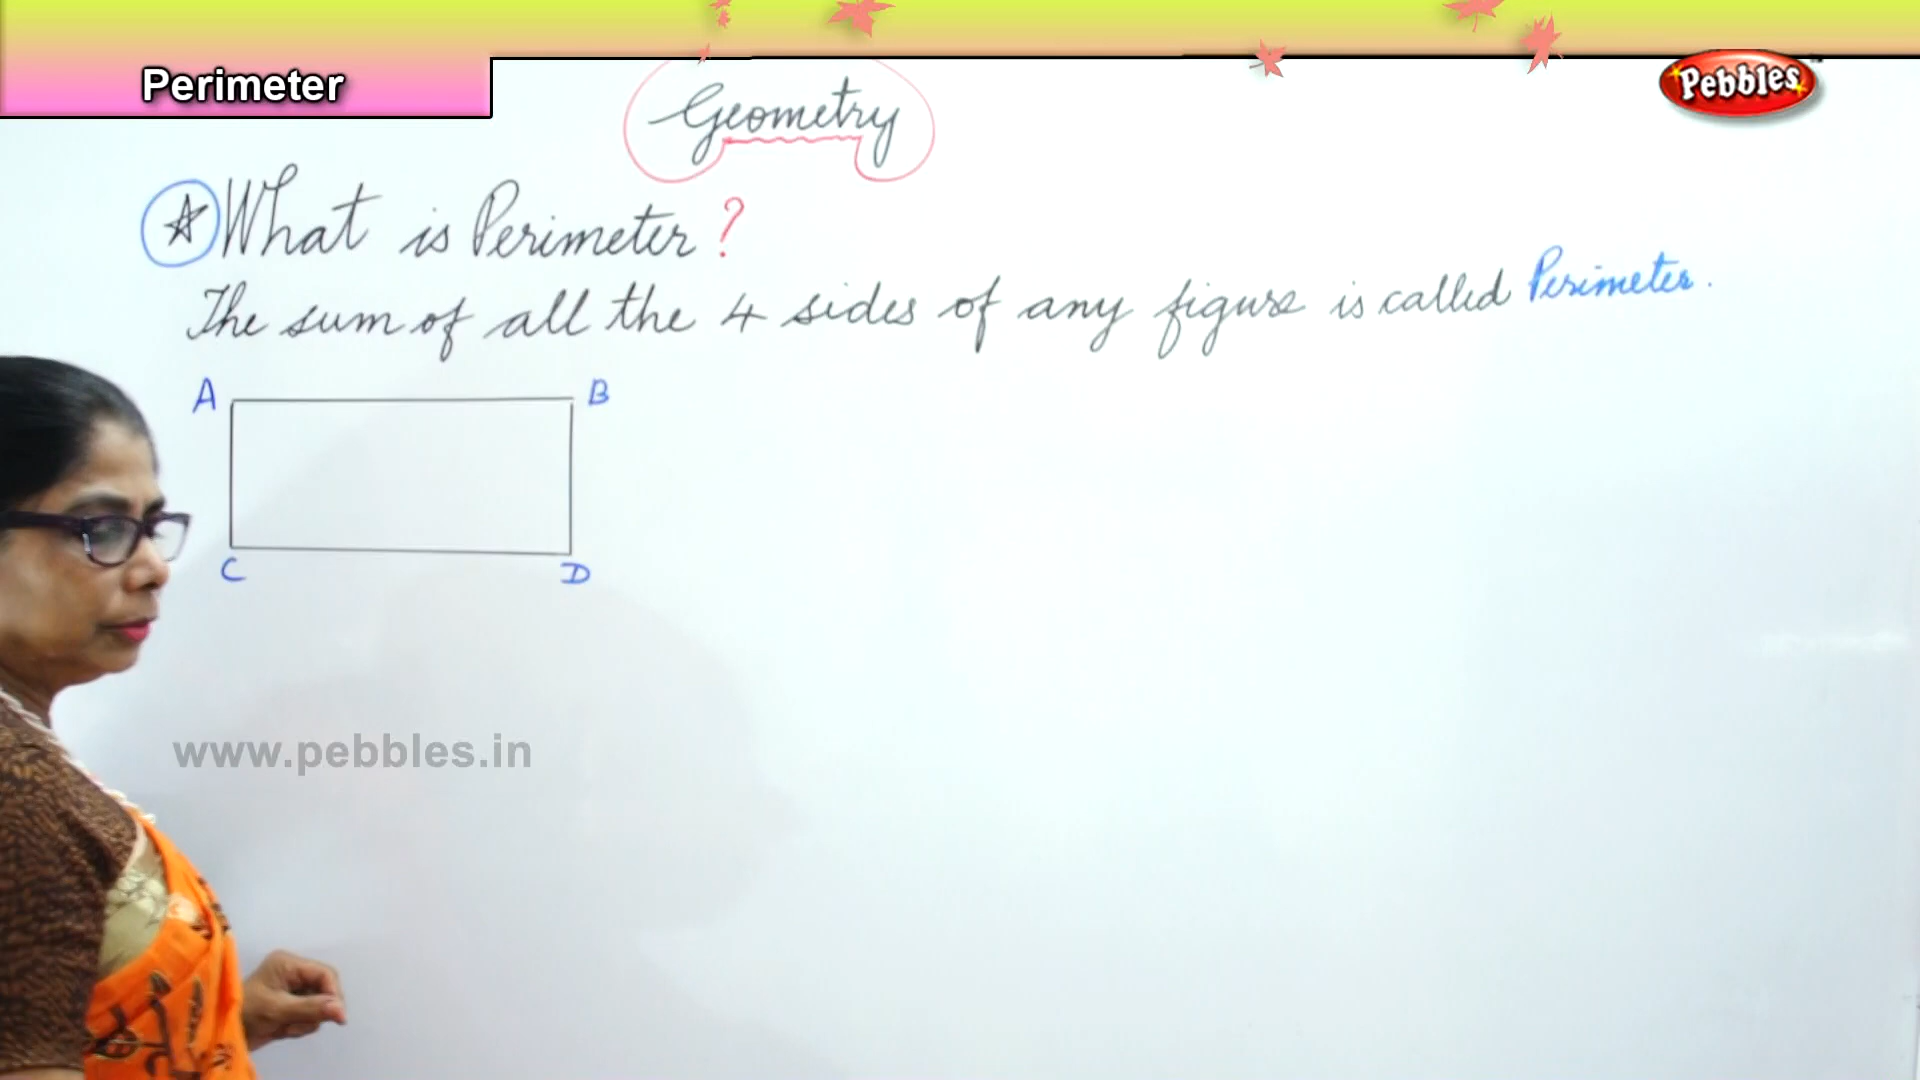 Perimeter
Pebbles
Geometry
What is Perimeter?
The sum of all the 4 sides of any figure is called Perimeter.
A
B
C
D
www.pebbles.in